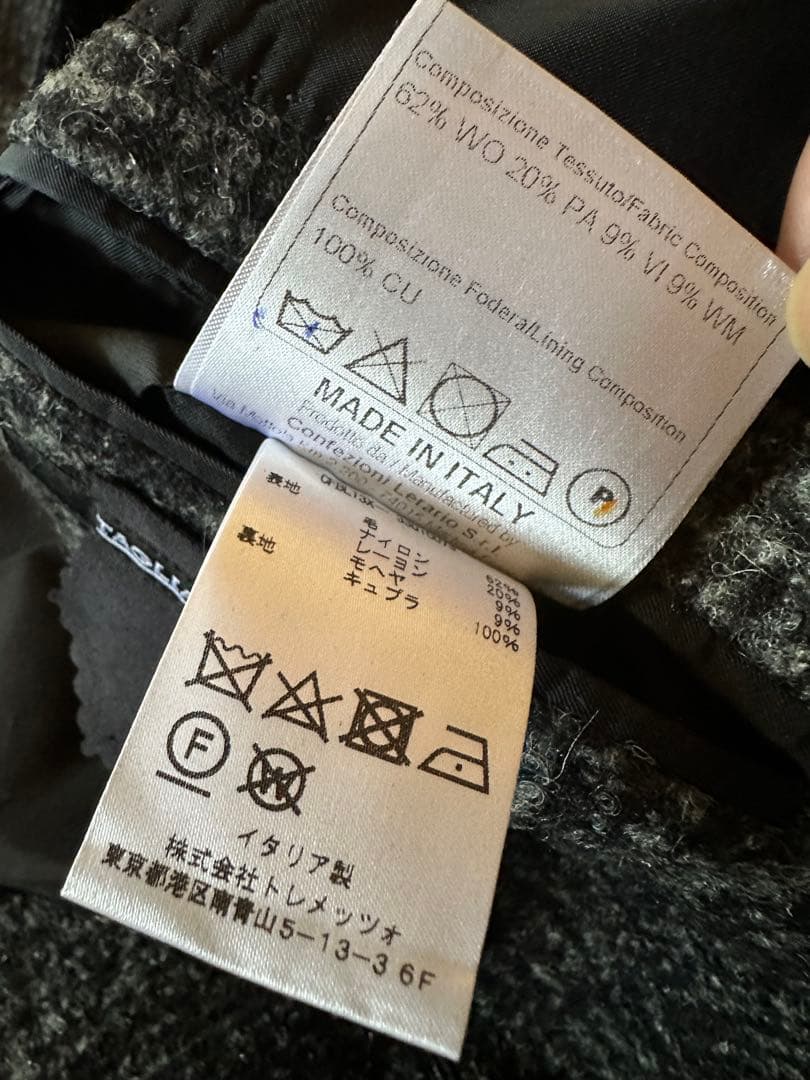 Composizione Tessuto/Fabric Composition
62% WO 20% PA 9% VI 9% WM
Composizione Fodera/Lining Composition
100% CU
P
MADE IN ITALY
Prodotto da / Manufactured by
Confezioni Lerario S.r.l.
Via
TAGLI
表地
毛 62%
ナイロン 20%
レーヨン 9%
モヘヤ 9%
裏地 キュプラ 100%
F W
イタリア製
株式会社トレメッツォ
東京都港区南青山5-13-3 6F